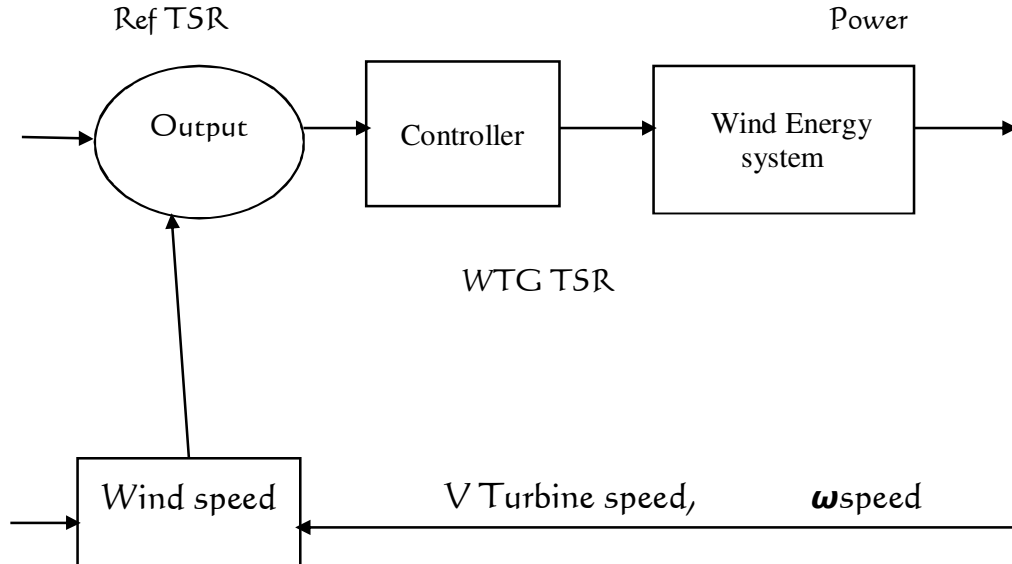 Ref TSR
Power
Output
Controller
Wind Energy
system
WTG TSR
Wind speed
V Turbine speed, ωspeed